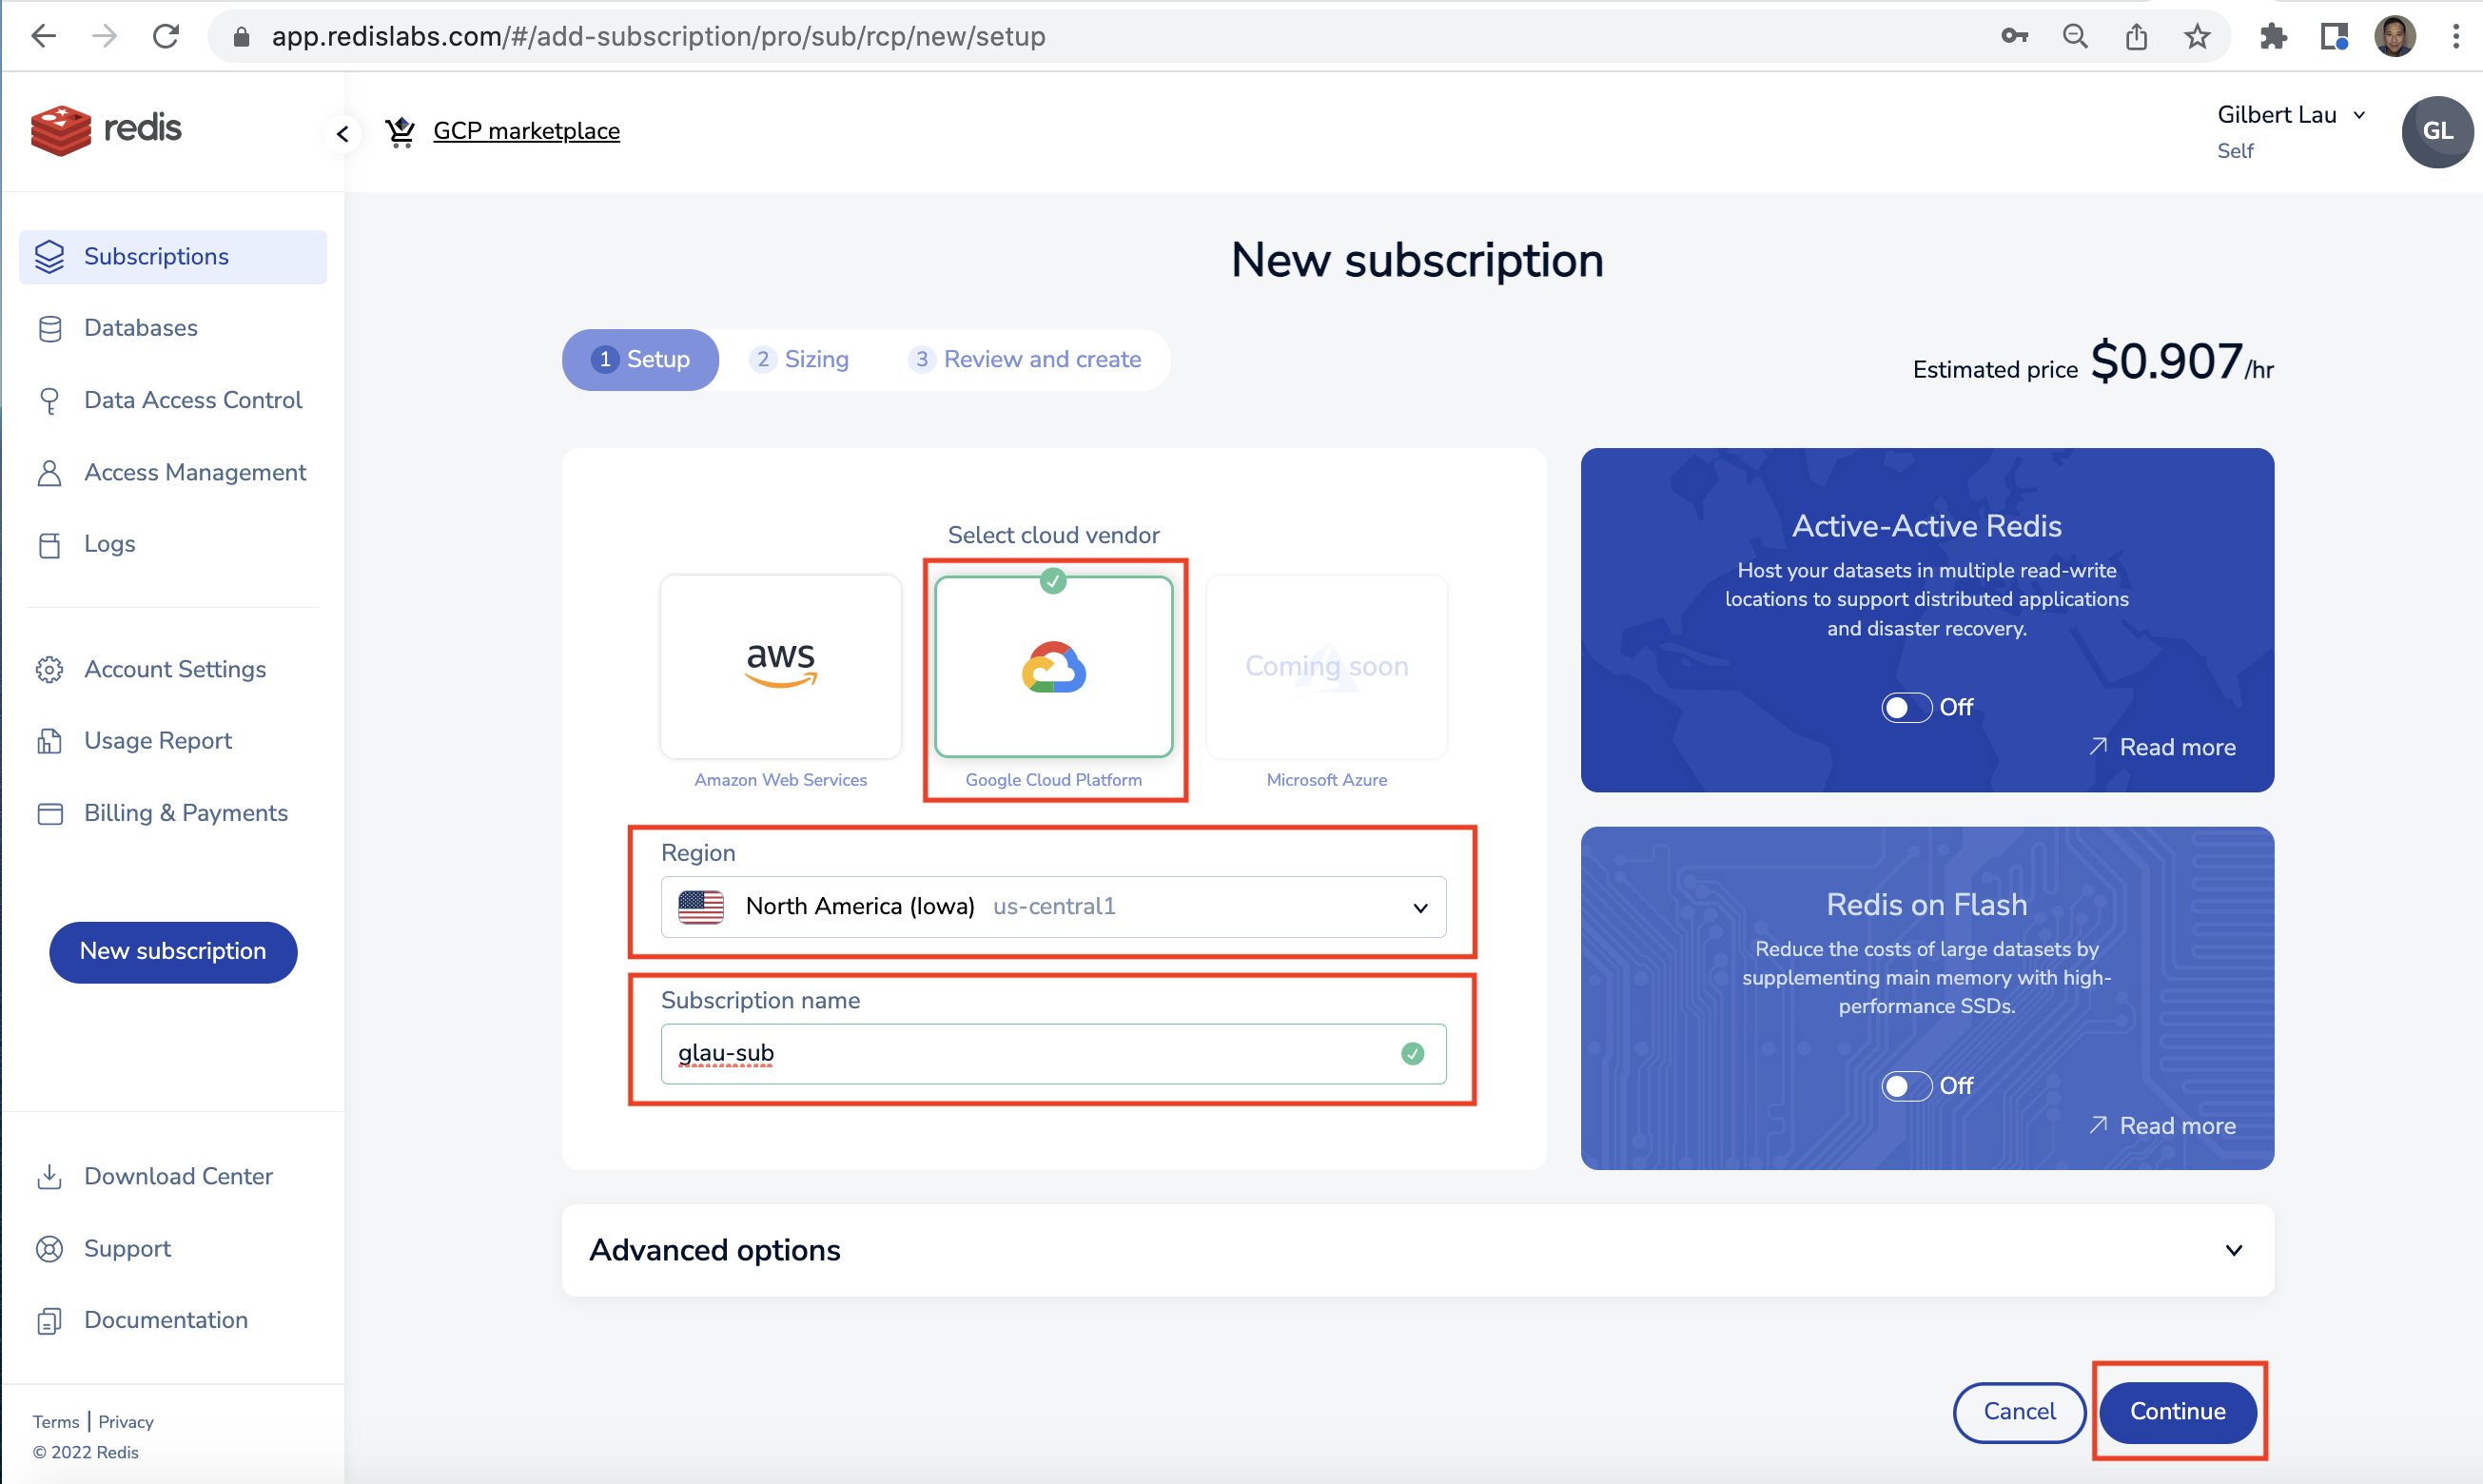 app.redislabs.com/#/add-subscription/pro/sub/rcp/new/setup
redis
GCP marketplace
Gilbert Lau
Self
GL
Subscriptions
Databases
Data Access Control
Access Management
Logs
Account Settings
Usage Report
Billing & Payments
New subscription
Download Center
Support
Documentation
Terms | Privacy
© 2022 Redis
New subscription
1 Setup
2 Sizing
3 Review and create
Estimated price $0.907/hr
Select cloud vendor
aws
Coming soon
Amazon Web Services
Google Cloud Platform
Microsoft Azure
Region
North America (Iowa) us-central1
Subscription name
glau-sub
Active-Active Redis
Host your datasets in multiple read-write
locations to support distributed applications
and disaster recovery.
Off
Read more
Redis on Flash
Reduce the costs of large datasets by
supplementing main memory with high-
performance SSDs.
Off
Read more
Advanced options
Cancel
Continue